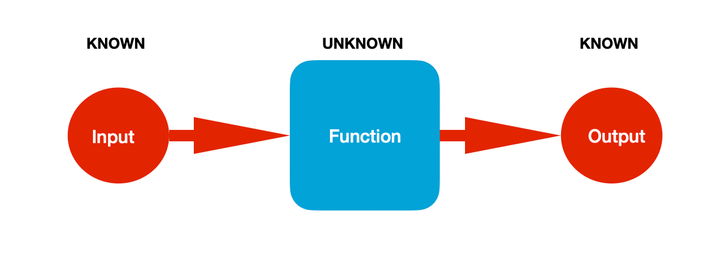 KNOWN
UNKNOWN
KNOWN
Input
Function
Output